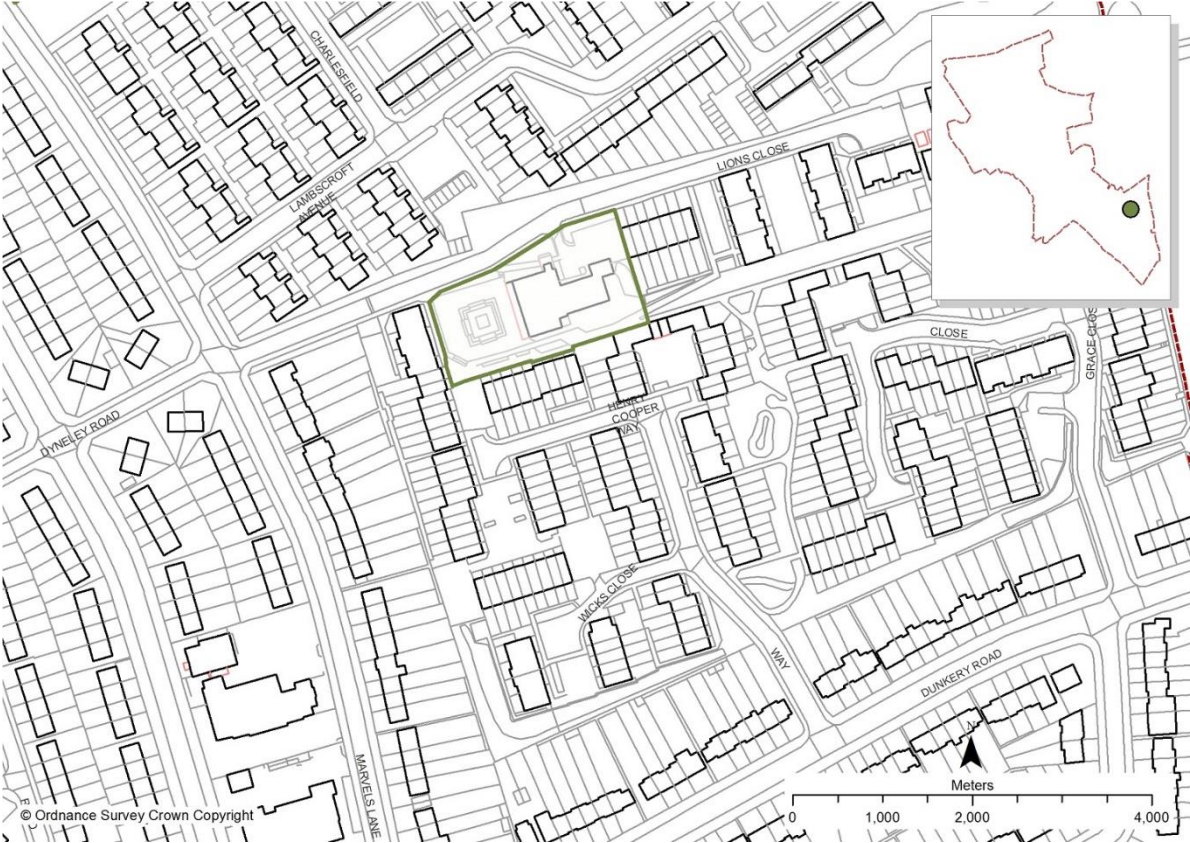 CHARLESFIELD
LIONS CLOSE
LAMBSCROFT
AVENUE
CLOSE
GRACE CLOSE
HENRY
COOPER
WAY
DYNELEY ROAD
WICKS CLOSE
WAY
DUNKERY ROAD
N
MARVELS LANE
Meters
0 1,000 2,000 4,000
© Ordnance Survey Crown Copyright